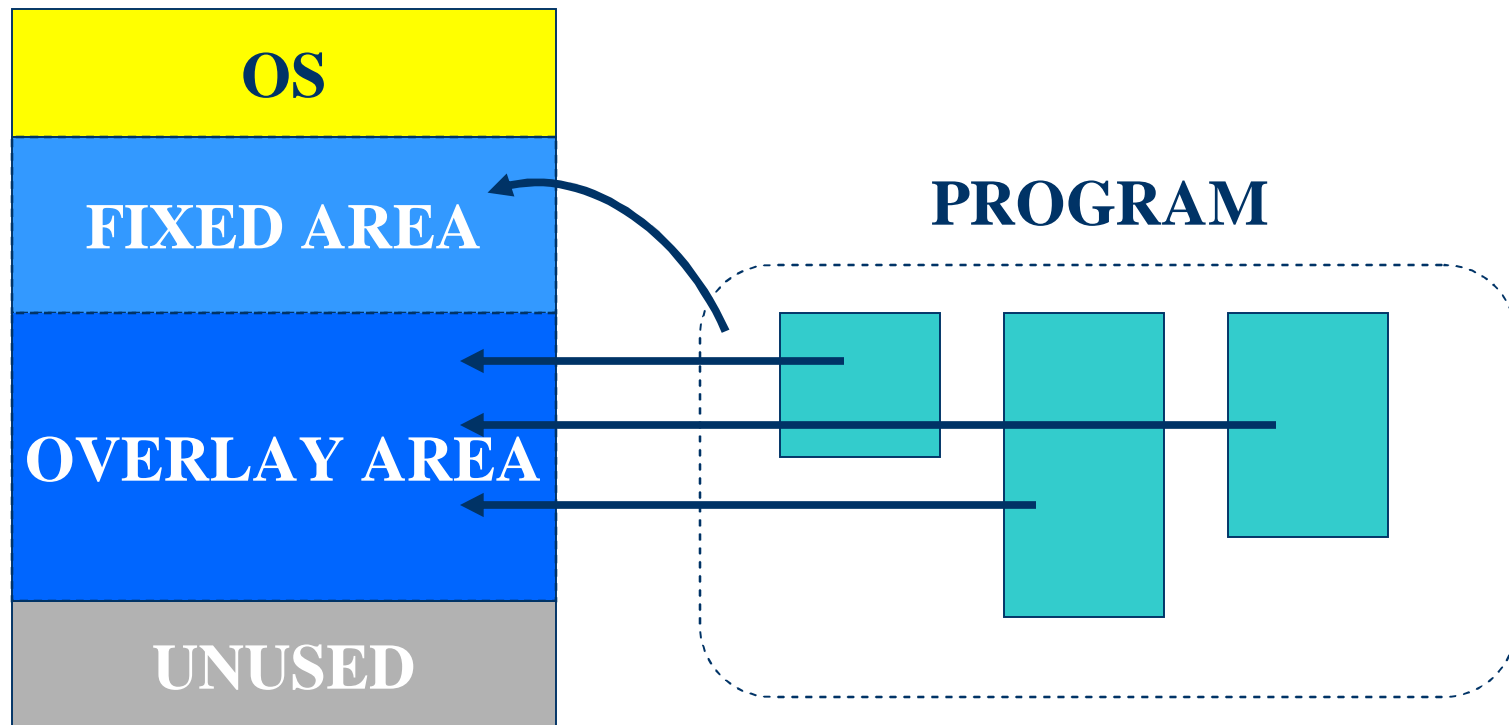 OS
FIXED AREA
PROGRAM
OVERLAY AREA
UNUSED